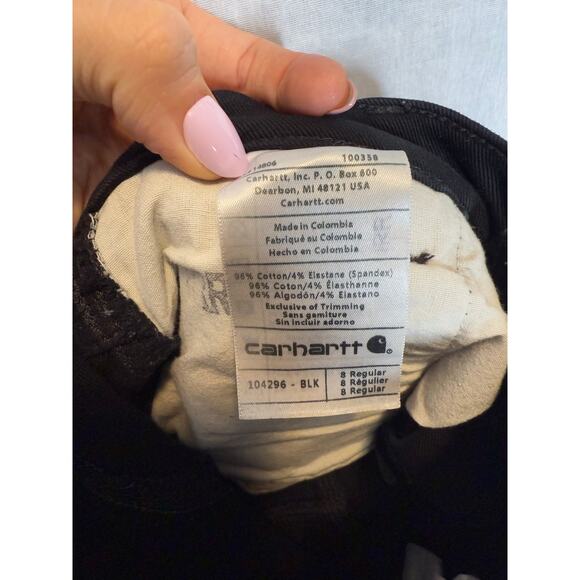 100358
Carhartt, Inc. P.O. Box 600
Dearborn, MI 48121 USA
Carhartt.com
Made in Colombia
Fabriqué au Colombie
Hecho en Colombia
96% Cotton/4% Elastane (Spandex)
96% Coton/4% Élasthanne
96% Algodón/4% Elastano
Exclusive of Trimming
Sans garniture
Sin incluir adorno
carhartt
104296 - BLK
8 Regular
8 Régulier
8 Regular